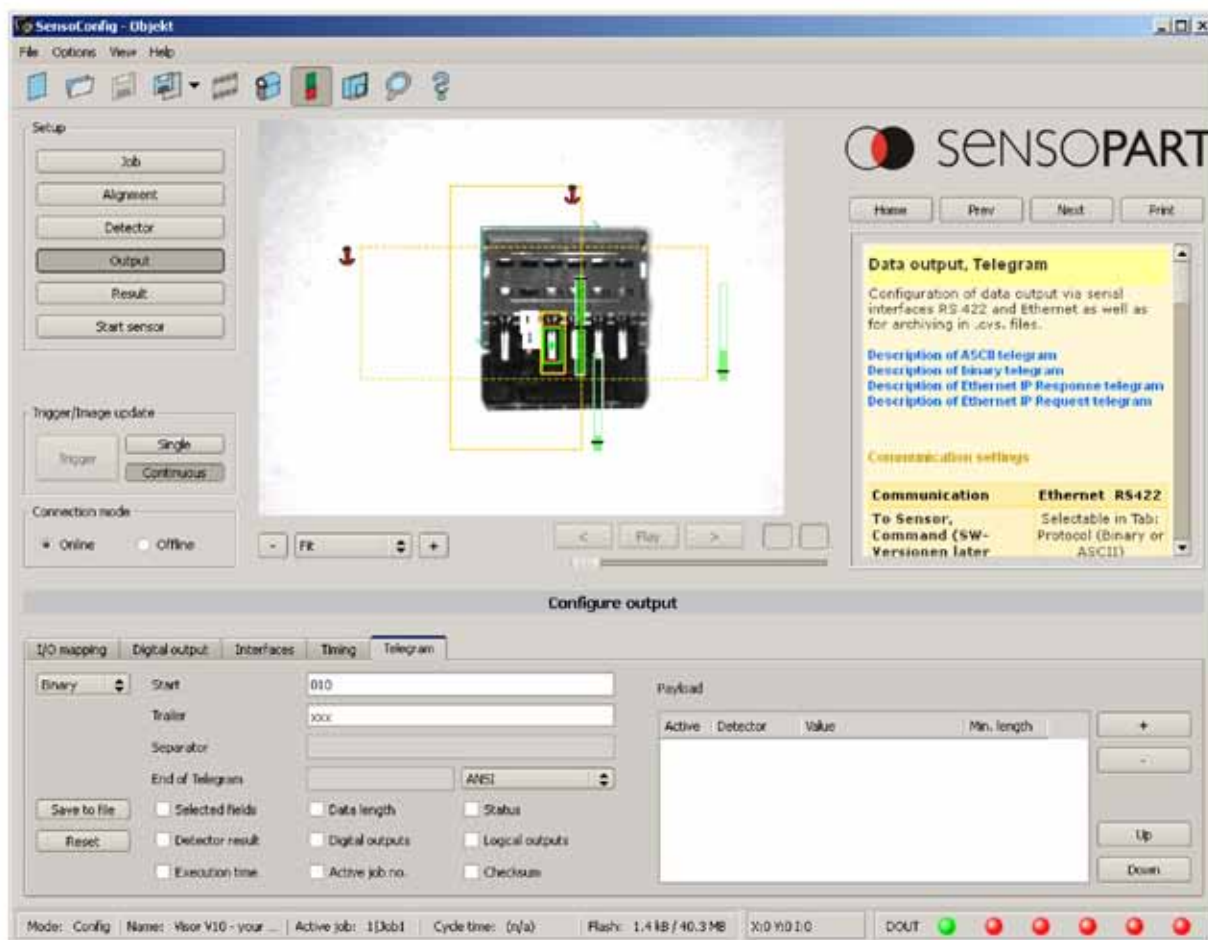 SensoConfig - Objekt
File Options View Help
Setup
Job
Alignment
Detector
Output
Result
Start sensor
Trigger/Image update
Trigger
Single
Continuous
Connection mode
Online Offline
- Fit +
< Play >
SENSOPART
Home Prev Next Print
Data output, Telegram
Configuration of data output via serial
interfaces RS 422 and Ethernet as well as
for archiving in .cvs. files.
Description of ASCII telegram
Description of binary telegram
Description of Ethernet IP Response telegram
Description of Ethernet IP Request telegram
Communication settings
Communication Ethernet RS422
To Sensor, Selectable in Tab:
Command (SW- Protocol (Binary or
Versionen later ASCII)
Configure output
I/O mapping Digital output Interfaces Timing Telegram
Binary Start 010
Trailer xxx
Separator
End of Telegram ANSI
Save to file Selected fields Data length Status
Reset Detector result Digital outputs Logical outputs
Execution time Active job no. Checksum
Payload
Active Detector Value Min. length
+
-
Up
Down
Mode: Config Name: Visor V10 - your ... Active job: 1[Job1 Cycle time: (n/a) Flash: 1.4 kB / 40.3 MB X:0 Y:0 I:0 DOUT